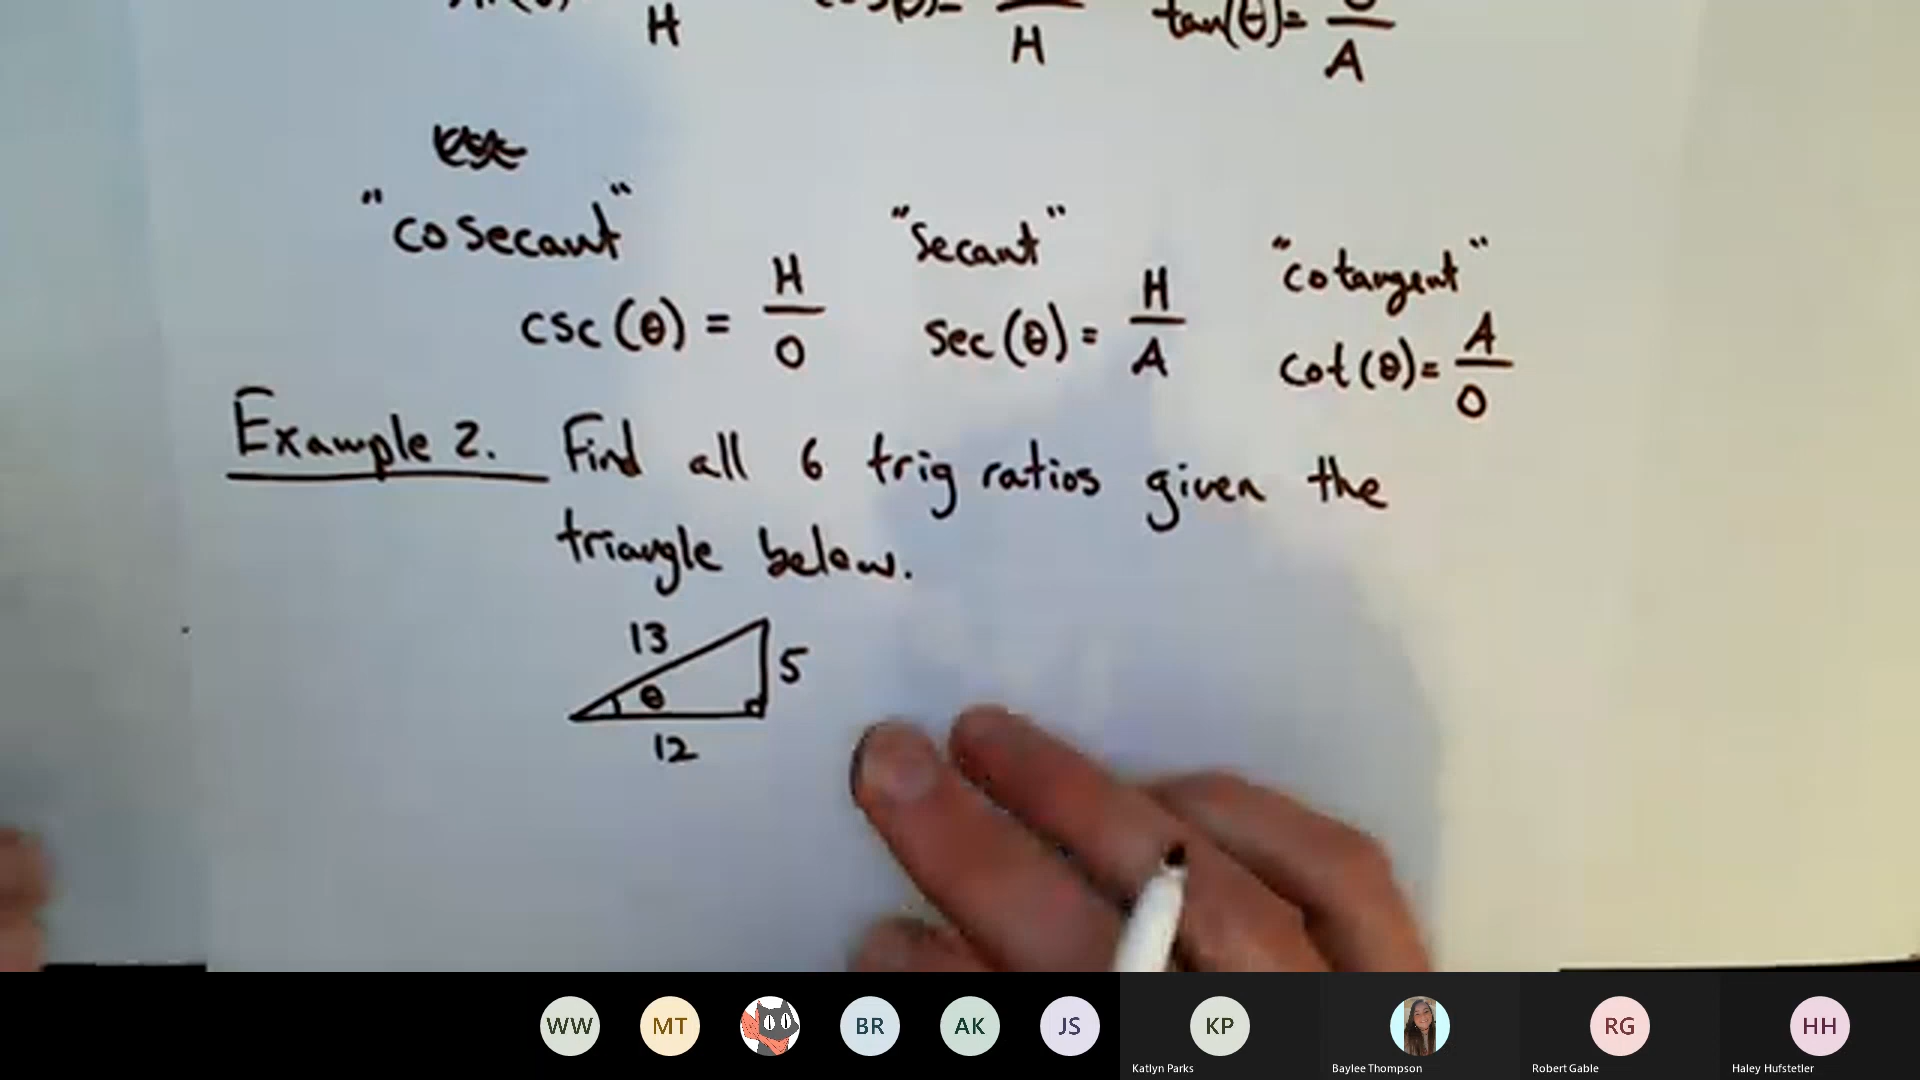 H H tan(θ)= A
"cosecant" "secant" "cotangent"
csc(θ) = H/O sec(θ)= H/A cot(θ)= A/O
Example 2. Find all 6 trig ratios given the
triangle below.
13
θ 5
12
WW MT BR AK JS KP RG HH
Katlyn Parks Baylee Thompson Robert Gable Haley Hufstetler